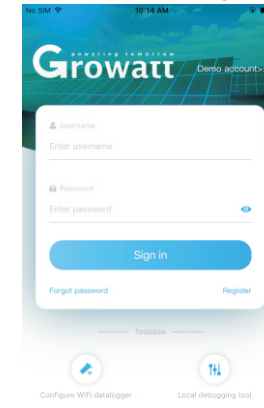 No SIM 10:14 AM
powering tomorrow
Growatt
Demo account>>
Username
Enter username
Password
Enter password
Sign in
Forgot password Register
Toolsbox
Configure WiFi datalogger Local debugging tool